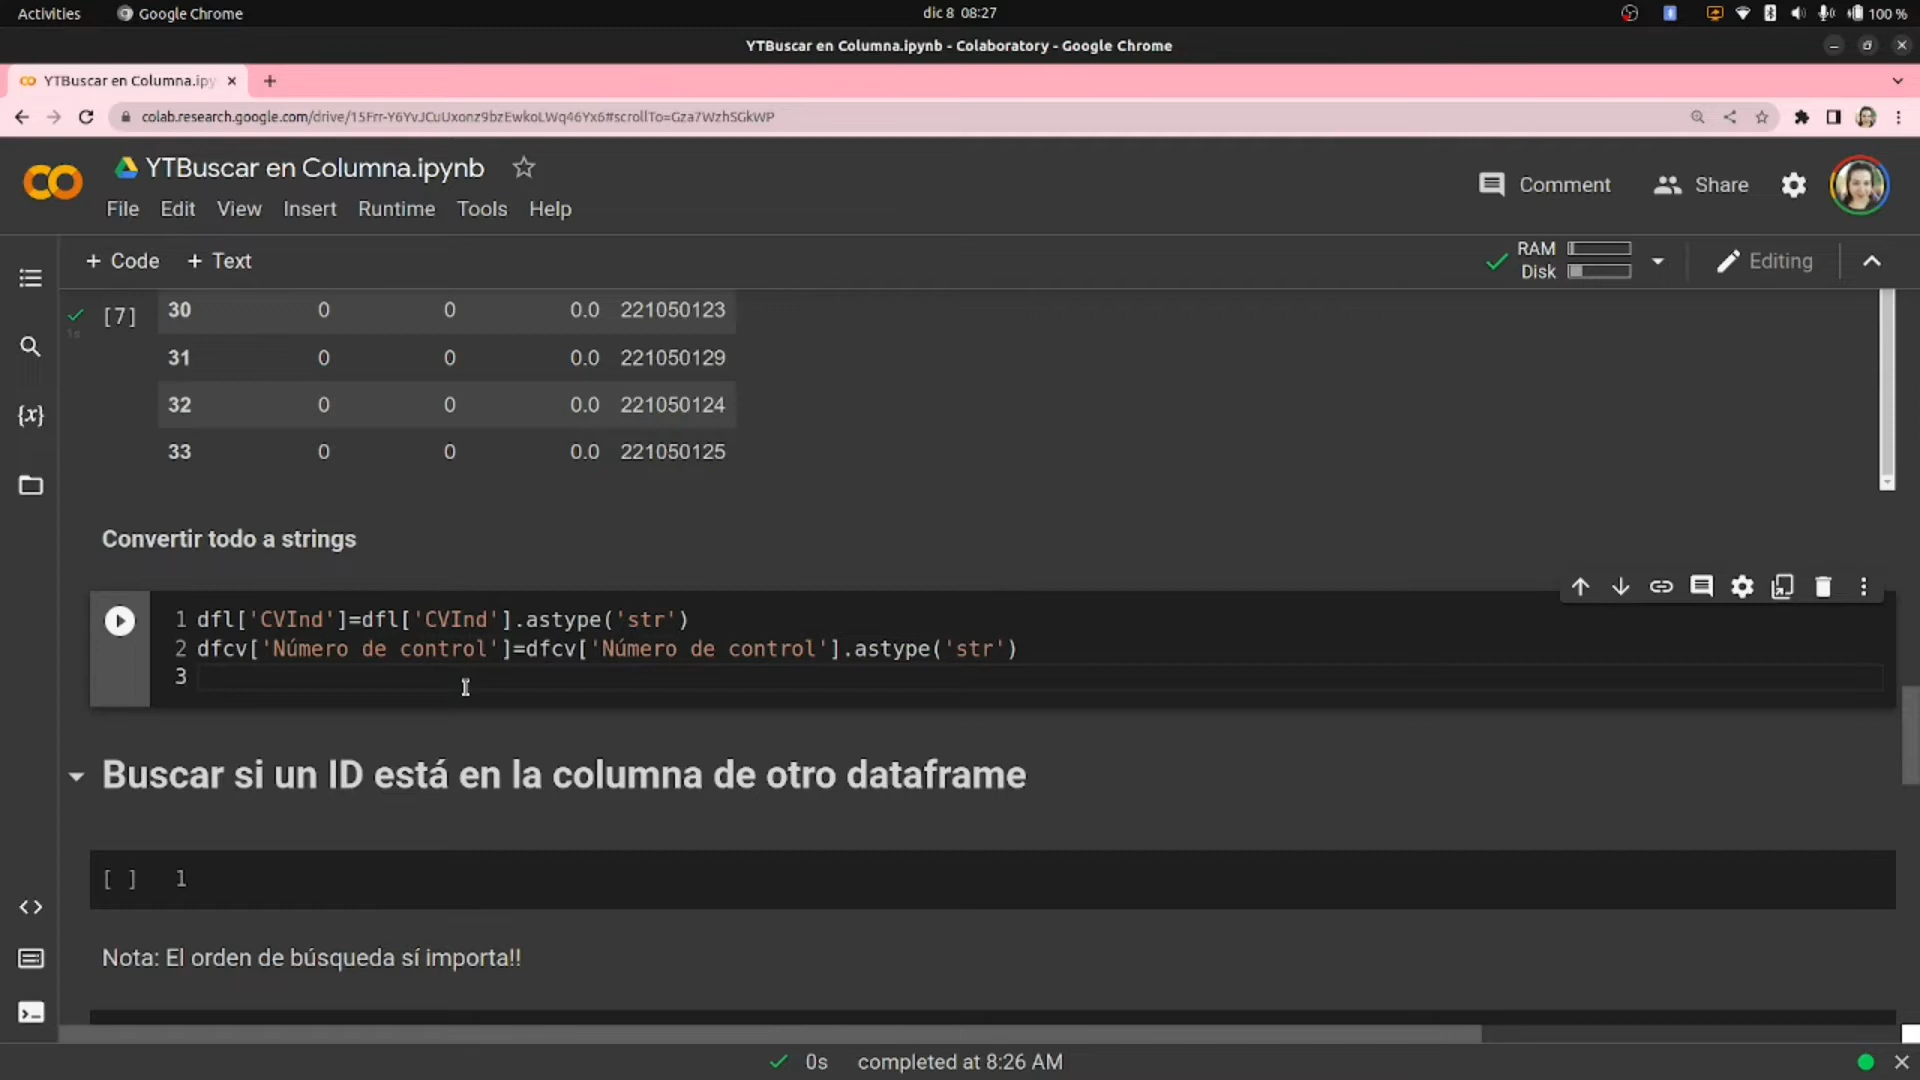 Activities Google Chrome dic 8 08:27 100 %
YTBuscar en Columna.ipynb - Colaboratory - Google Chrome
YTBuscar en Columna.ipy
colab.research.google.com/drive/15Frr-Y6YvJCuUxonz9bzEwkoLWq46Yx6#scrollTo=Gza7WzhSGkWP
YTBuscar en Columna.ipynb
Comment Share
File Edit View Insert Runtime Tools Help
+ Code + Text
RAM
Disk
Editing
[7] 30 0 0 0.0 221050123
1s
31 0 0 0.0 221050129
32 0 0 0.0 221050124
33 0 0 0.0 221050125
Convertir todo a strings
1 dfl['CVInd']=dfl['CVInd'].astype('str')
2 dfcv['Número de control']=dfcv['Número de control'].astype('str')
3
Buscar si un ID está en la columna de otro dataframe
[ ] 1
Nota: El orden de búsqueda sí importa!!
0s completed at 8:26 AM